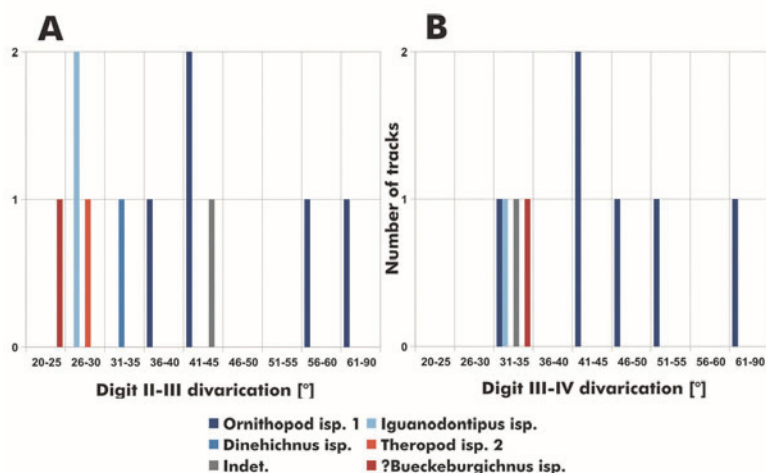 A
B
2
1
0
20-25 26-30 31-35 36-40 41-45 46-50 51-55 56-60 61-90
Digit II-III divarication [°]
Number of tracks
2
1
0
20-25 26-30 31-35 36-40 41-45 46-50 51-55 56-60 61-90
Digit III-IV divarication [°]
Ornithopod isp. 1 Iguanodontipus isp.
Dinehichnus isp. Theropod isp. 2
Indet. ?Bueckeburgichnus isp.